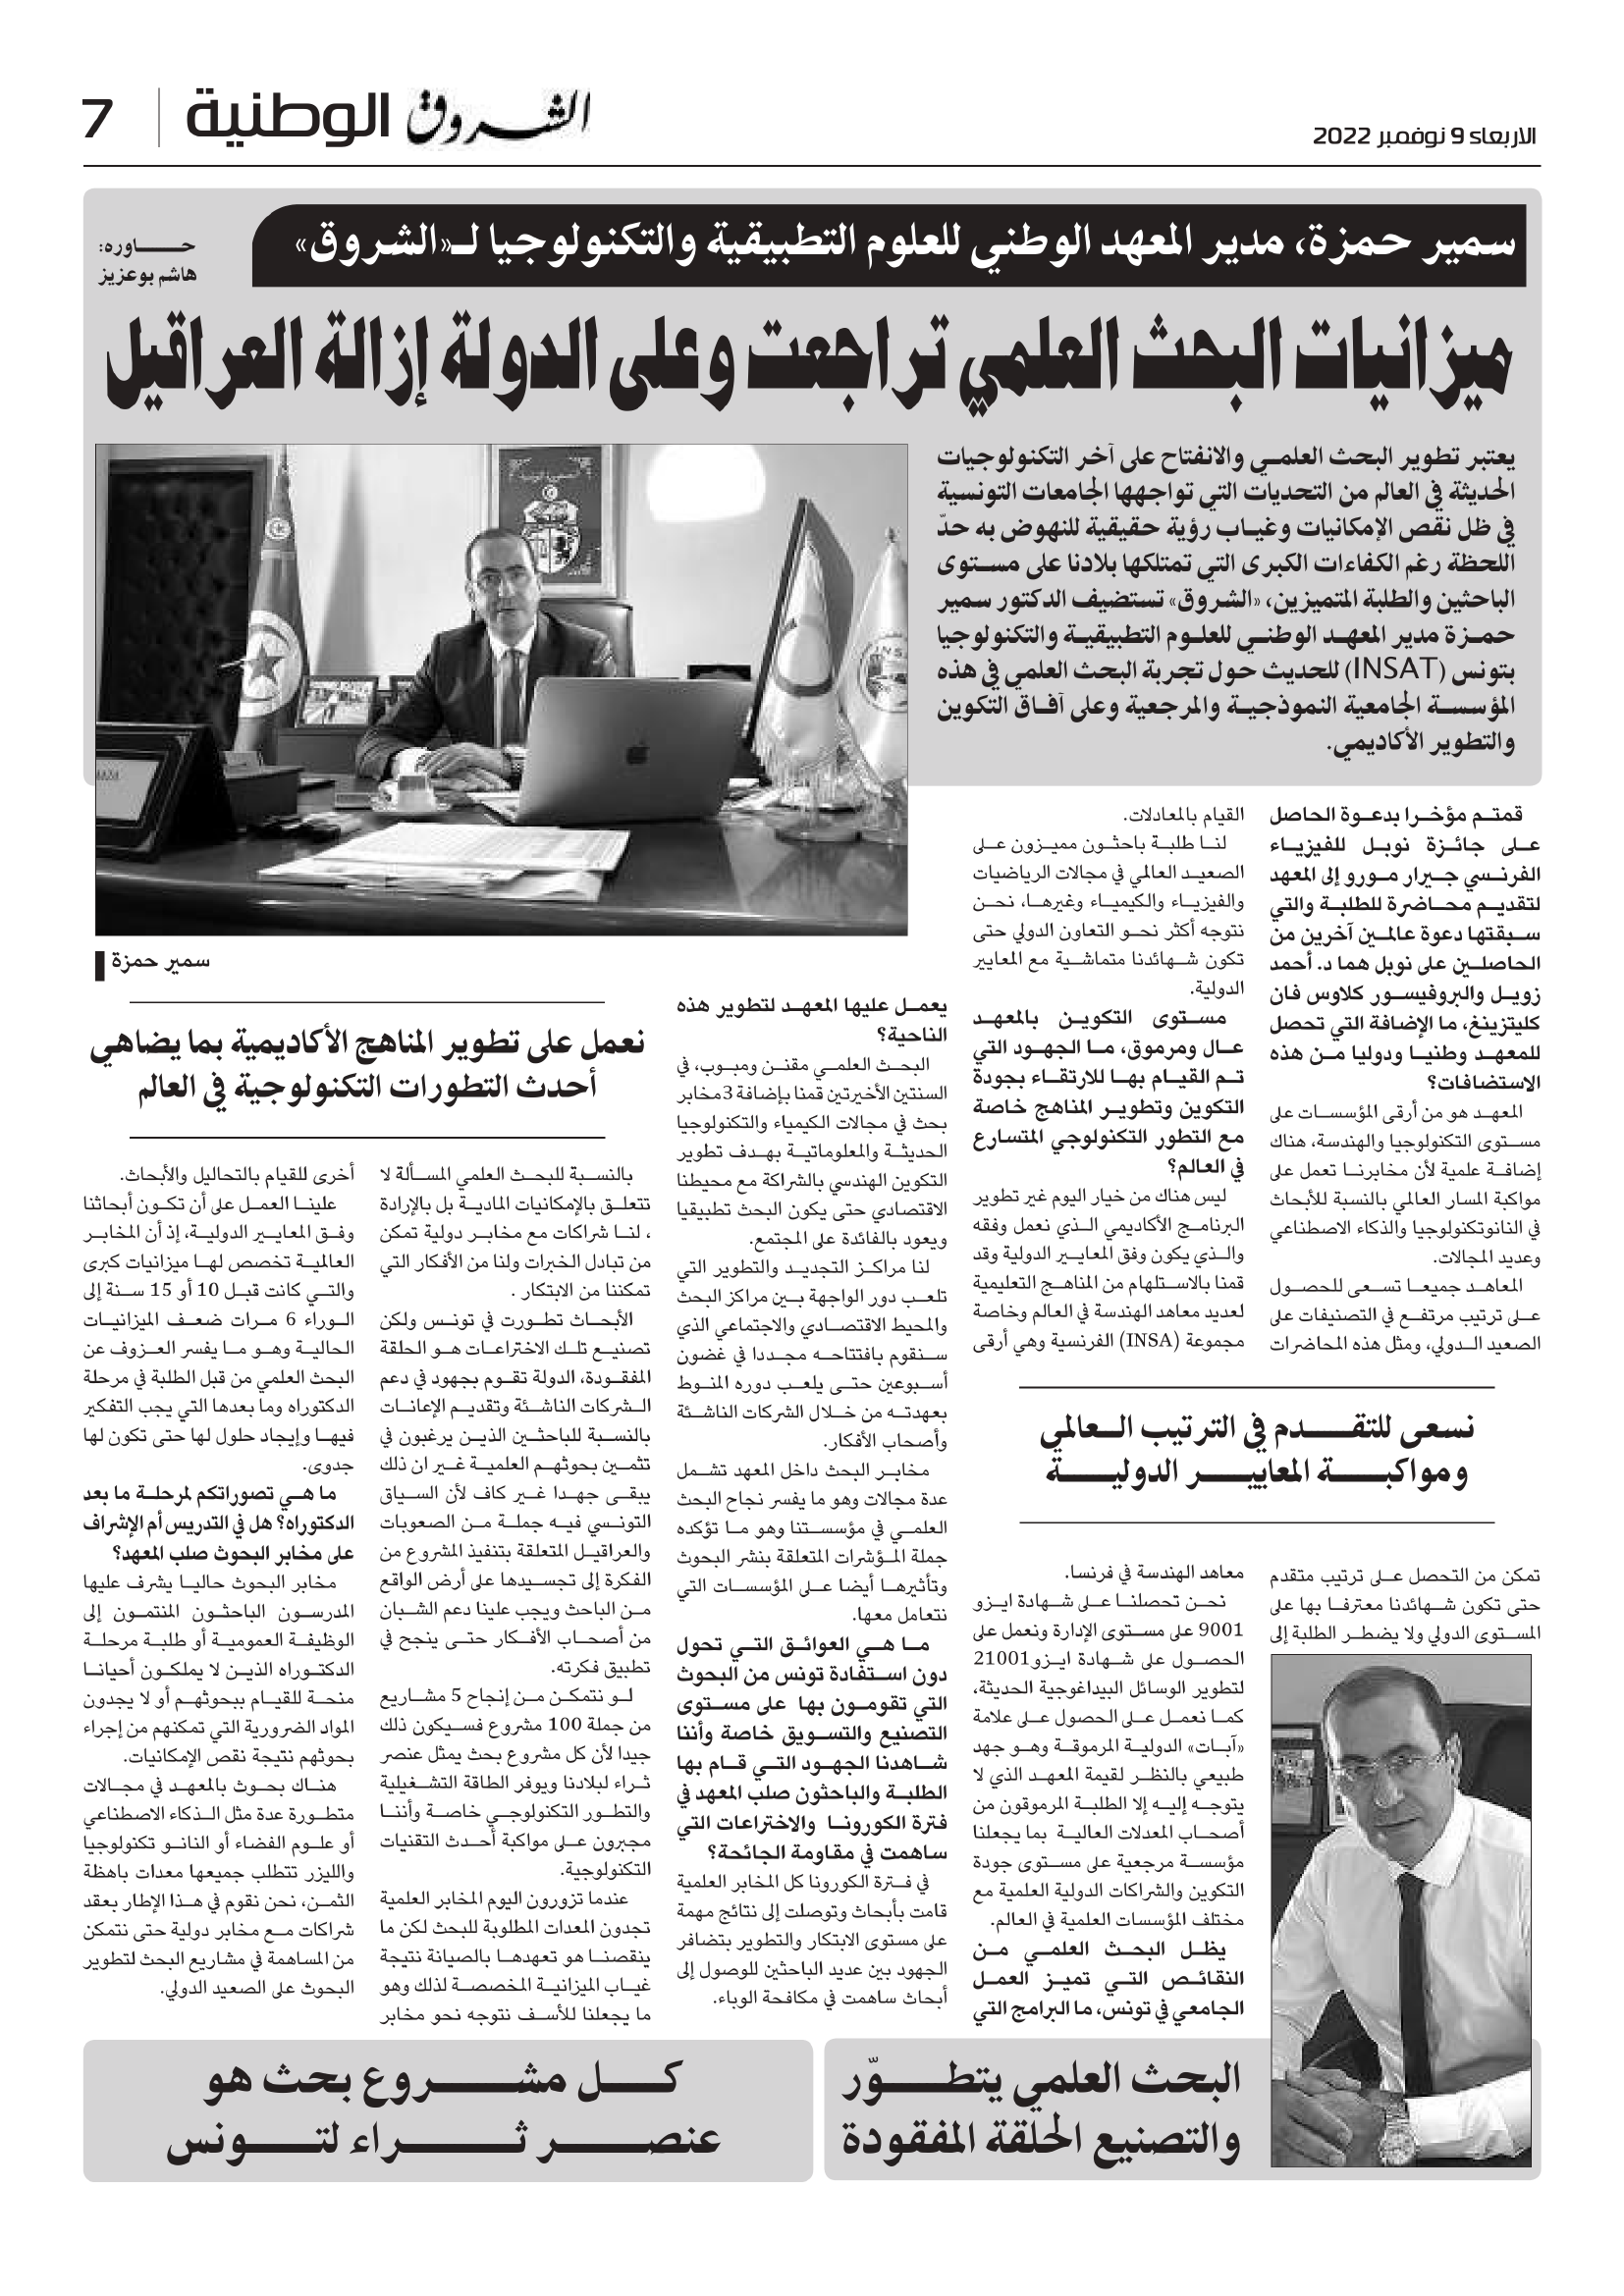 الاربعاء 9 نوفمبر 2022
الشروق الوطنية
7
سمير حمزة، مدير المعهد الوطني للعلوم التطبيقية والتكنولوجيا لـ«الشروق»
حـــــــاوره:
هاشم بوعزيز
ميزانيات البحث العلمي تراجعت وعلى الدولة إزالة العراقيل
يعتبر تطوير البحث العلمي والانفتاح على آخر التكنولوجيات
الحديثة في العالم من التحديات التي تواجهها الجامعات التونسية
في ظل نقص الإمكانيات وغياب رؤية حقيقية للنهوض به حدّ
اللحظة رغم الكفاءات الكبرى التي تمتلكها بلادنا على مستوى
الباحثين والطلبة المتميزين، «الشروق» تستضيف الدكتور سمير
حمزة مدير المعهد الوطني للعلوم التطبيقية والتكنولوجيا
بتونس (INSAT) للحديث حول تجربة البحث العلمي في هذه
المؤسسة الجامعية النموذجية والمرجعية وعلى آفاق التكوين
والتطوير الأكاديمي.
سمير حمزة
قمتم مؤخرا بدعوة الحاصل
على جائزة نوبل للفيزياء
الفرنسي جيرار مورو إلى المعهد
لتقديم محاضرة للطلبة والتي
سبقتها دعوة عالمين آخرين من
الحاصلين على نوبل هما د. أحمد
زويل والبروفيسور كلاوس فان
كليتزينغ، ما الإضافة التي تحصل
للمعهد وطنيا ودوليا من هذه
الاستضافات؟
المعهد هو من أرقى المؤسسات على
مستوى التكنولوجيا والهندسة، هناك
إضافة علمية لأن مخابرنا تعمل على
مواكبة المسار العالمي بالنسبة للأبحاث
في النانوتكنولوجيا والذكاء الاصطناعي
وعديد المجالات.
المعاهد جميعا تسعى للحصول
على ترتيب مرتفع في التصنيفات على
الصعيد الدولي، ومثل هذه المحاضرات
تمكن من التحصل على ترتيب متقدم
حتى تكون شهائدنا معترفا بها على
المستوى الدولي ولا يضطر الطلبة إلى
القيام بالمعادلات.
لنا طلبة باحثون مميزون على
الصعيد العالمي في مجالات الرياضيات
والفيزياء والكيمياء وغيرها، نحن
نتوجه أكثر نحو التعاون الدولي حتى
تكون شهائدنا متماشية مع المعايير
الدولية.
مستوى التكوين بالمعهد
عال ومرموق، ما الجهود التي
تم القيام بها للارتقاء بجودة
التكوين وتطوير المناهج خاصة
مع التطور التكنولوجي المتسارع
في العالم؟
ليس هناك من خيار اليوم غير تطوير
البرنامج الأكاديمي الذي نعمل وفقه
والذي يكون وفق المعايير الدولية وقد
قمنا بالاستلهام من المناهج التعليمية
لعديد معاهد الهندسة في العالم وخاصة
مجموعة (INSA) الفرنسية وهي أرقى
نسعى للتقـــــدم في الترتيب العـالمي
ومواكبــــــة المعاييـــــر الدوليـــــــة
معاهد الهندسة في فرنسا.
نحن تحصلنا على شهادة ايزو
9001 على مستوى الإدارة ونعمل على
الحصول على شهادة ايزو21001
لتطوير الوسائل البيداغوجية الحديثة،
كما نعمل على الحصول على علامة
«آبات» الدولية المرموقة وهو جهد
طبيعي بالنظر لقيمة المعهد الذي لا
يتوجه إليه إلا الطلبة المرموقون من
أصحاب المعدلات العالية بما يجعلنا
مؤسسة مرجعية على مستوى جودة
التكوين والشراكات الدولية العلمية مع
مختلف المؤسسات العلمية في العالم.
يظل البحث العلمي من
النقائص التي تميز العمل
الجامعي في تونس، ما البرامج التي
يعمل عليها المعهد لتطوير هذه
الناحية؟
البحث العلمي مقنن ومبوب، في
السنتين الأخيرتين قمنا بإضافة 3مخابر
بحث في مجالات الكيمياء والتكنولوجيا
الحديثة والمعلوماتية بهدف تطوير
التكوين الهندسي بالشراكة مع محيطنا
الاقتصادي حتى يكون البحث تطبيقيا
ويعود بالفائدة على المجتمع.
لنا مراكز التجديد والتطوير التي
تلعب دور الواجهة بين مراكز البحث
والمحيط الاقتصادي والاجتماعي الذي
سنقوم بافتتاحه مجددا في غضون
أسبوعين حتى يلعب دوره المنوط
بعهدته من خلال الشركات الناشئة
وأصحاب الأفكار.
مخابر البحث داخل المعهد تشمل
عدة مجالات وهو ما يفسر نجاح البحث
العلمي في مؤسستنا وهو ما تؤكده
جملة المؤشرات المتعلقة بنشر البحوث
وتأثيرها أيضا على المؤسسات التي
نتعامل معها.
ما هي العوائق التي تحول
دون استفادة تونس من البحوث
التي تقومون بها على مستوى
التصنيع والتسويق خاصة وأننا
شاهدنا الجهود التي قام بها
الطلبة والباحثون صلب المعهد في
فترة الكورونا والاختراعات التي
ساهمت في مقاومة الجائحة؟
في فترة الكورونا كل المخابر العلمية
قامت بأبحاث وتوصلت إلى نتائج مهمة
على مستوى الابتكار والتطوير بتضافر
الجهود بين عديد الباحثين للوصول إلى
أبحاث ساهمت في مكافحة الوباء.
نعمل على تطوير المناهج الأكاديمية بما يضاهي
أحدث التطورات التكنولوجية في العالم
بالنسبة للبحث العلمي المسألة لا
تتعلق بالإمكانيات المادية بل بالإرادة
، لنا شراكات مع مخابر دولية تمكن
من تبادل الخبرات ولنا من الأفكار التي
تمكننا من الابتكار .
الأبحاث تطورت في تونس ولكن
تصنيع تلك الاختراعات هو الحلقة
المفقودة، الدولة تقوم بجهود في دعم
الشركات الناشئة وتقديم الإعانات
بالنسبة للباحثين الذين يرغبون في
تثمين بحوثهم العلمية غير ان ذلك
يبقى جهدا غير كاف لأن السياق
التونسي فيه جملة من الصعوبات
والعراقيل المتعلقة بتنفيذ المشروع من
الفكرة إلى تجسيدها على أرض الواقع
من الباحث ويجب علينا دعم الشبان
من أصحاب الأفكار حتى ينجح في
تطبيق فكرته.
لو نتمكن من إنجاح 5 مشاريع
من جملة 100 مشروع فسيكون ذلك
جيدا لأن كل مشروع بحث يمثل عنصر
ثراء لبلادنا ويوفر الطاقة التشغيلية
والتطور التكنولوجي خاصة وأننا
مجبرون على مواكبة أحدث التقنيات
التكنولوجية.
عندما تزورون اليوم المخابر العلمية
تجدون المعدات المطلوبة للبحث لكن ما
ينقصنا هو تعهدها بالصيانة نتيجة
غياب الميزانية المخصصة لذلك وهو
ما يجعلنا للأسف نتوجه نحو مخابر
أخرى للقيام بالتحاليل والأبحاث.
علينا العمل على أن تكون أبحاثنا
وفق المعايير الدولية، إذ أن المخابر
العالمية تخصص لها ميزانيات كبرى
والتي كانت قبل 10 أو 15 سنة إلى
الوراء 6 مرات ضعف الميزانيات
الحالية وهو ما يفسر العزوف عن
البحث العلمي من قبل الطلبة في مرحلة
الدكتوراه وما بعدها التي يجب التفكير
فيها وإيجاد حلول لها حتى تكون لها
جدوى.
ما هي تصوراتكم لمرحلة ما بعد
الدكتوراه؟ هل في التدريس أم الإشراف
على مخابر البحوث صلب المعهد؟
مخابر البحوث حاليا يشرف عليها
المدرسون الباحثون المنتمون إلى
الوظيفة العمومية أو طلبة مرحلة
الدكتوراه الذين لا يملكون أحيانا
منحة للقيام ببحوثهم أو لا يجدون
المواد الضرورية التي تمكنهم من إجراء
بحوثهم نتيجة نقص الإمكانيات.
هناك بحوث بالمعهد في مجالات
متطورة عدة مثل الذكاء الاصطناعي
أو علوم الفضاء أو النانو تكنولوجيا
والليزر تتطلب جميعها معدات باهظة
الثمن، نحن نقوم في هذا الإطار بعقد
شراكات مع مخابر دولية حتى نتمكن
من المساهمة في مشاريع البحث لتطوير
البحوث على الصعيد الدولي.
البحث العلمي يتطـــــوّر
والتصنيع الحلقة المفقودة
كــــل مشــــــروع بحث هو
عنصــــــر ثــــــــراء لتـــــــونس